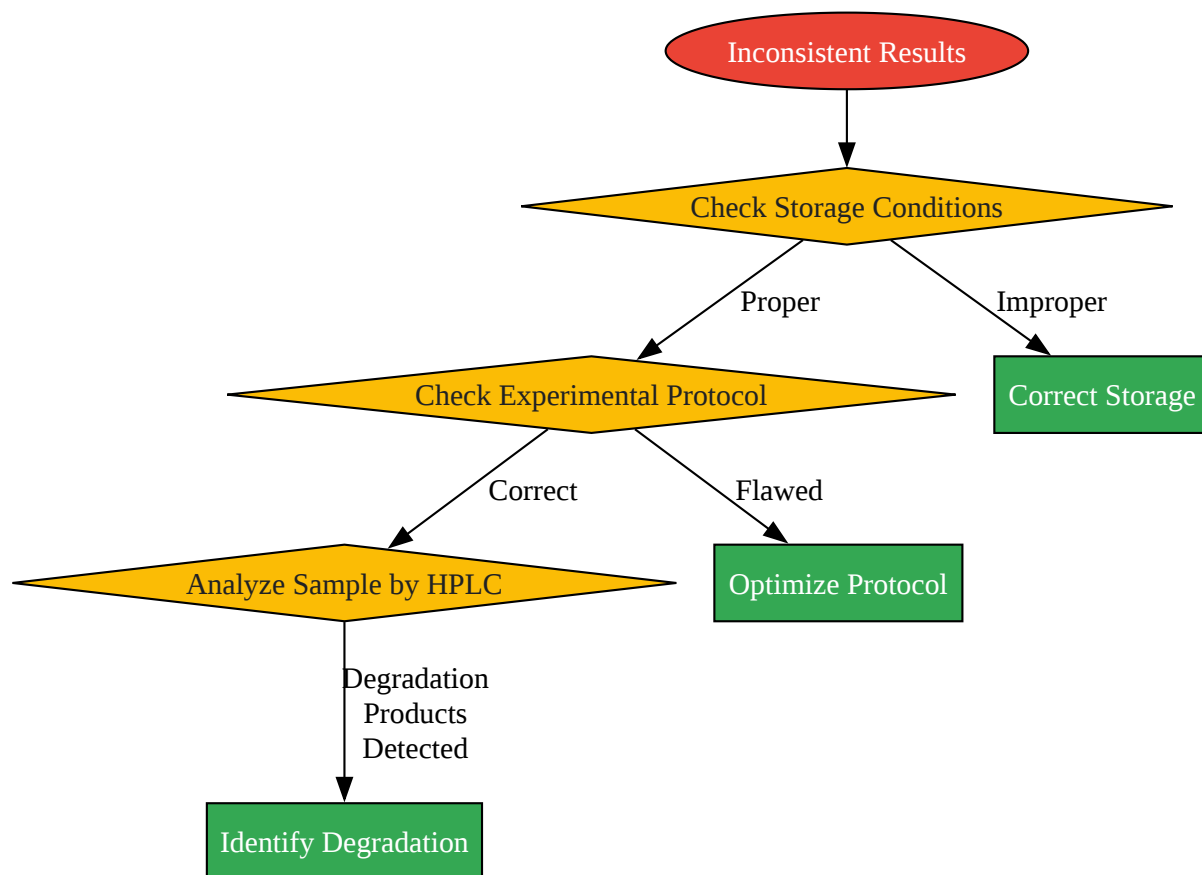 Inconsistent Results
Check Storage Conditions
Proper
Improper
Check Experimental Protocol
Correct Storage
Correct
Flawed
Analyze Sample by HPLC
Optimize Protocol
Degradation
Products
Detected
Identify Degradation